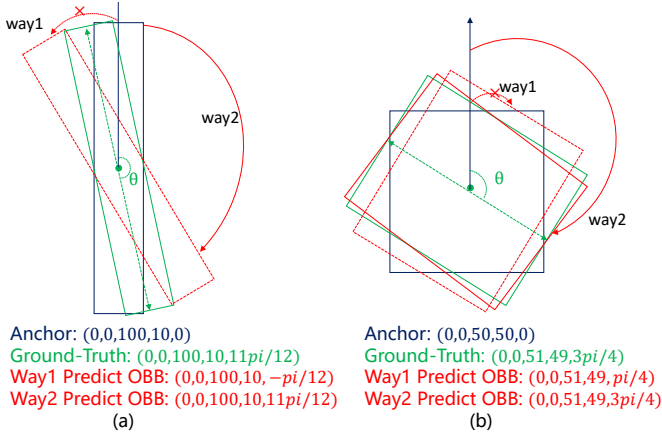 way1
way2
θ
Anchor: (0,0,100,10,0)
Ground-Truth: (0,0,100,10,11pi/12)
Way1 Predict OBB: (0,0,100,10,−pi/12)
Way2 Predict OBB: (0,0,100,10,11pi/12)
(a)
way1
θ
way2
Anchor: (0,0,50,50,0)
Ground-Truth: (0,0,51,49,3pi/4)
Way1 Predict OBB: (0,0,51,49,pi/4)
Way2 Predict OBB: (0,0,51,49,3pi/4)
(b)